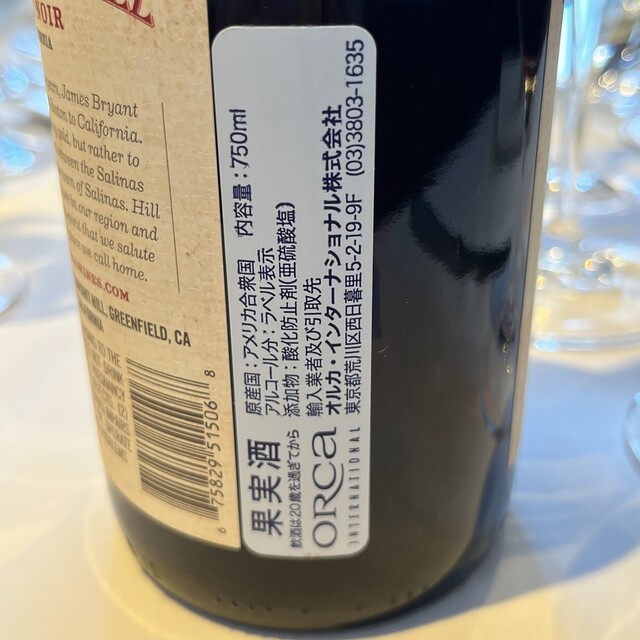 NOIR
James Bryant
to California.
gold, but rather to
between the Salinas
of Salinas. Hill
on our region and
that we salute
we call home.
HILL, GREENFIELD, CA
TO THE
6 75829 51506 8
果実酒
飲酒は20歳を過ぎてから
ORCA
INTERNATIONAL
原産国：アメリカ合衆国 内容量：750ml
アルコール分：ラベル表示
添加物：酸化防止剤(亜硫酸塩)
輸入業者及び引取先
オルカ・インターナショナル株式会社
東京都荒川区西日暮里5-2-19-9F (03)3803-1635